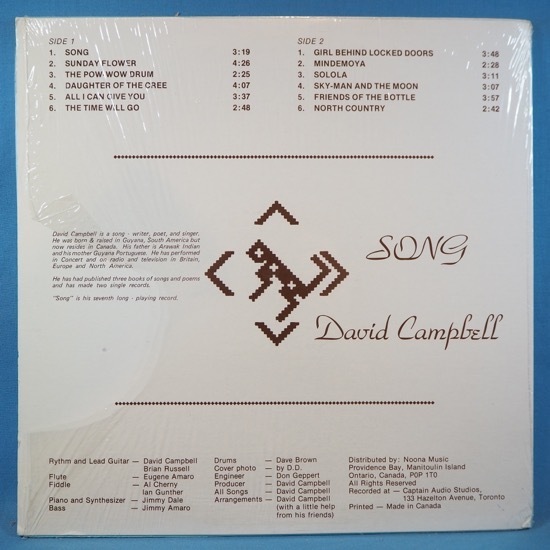 SIDE 1
1. SONG 3:19
2. SUNDAY FLOWER 4:26
3. THE POW-WOW DRUM 2:25
4. DAUGHTER OF THE CREE 4:07
5. ALL I CAN GIVE YOU 3:37
6. THE TIME WILL GO 2:48
SIDE 2
1. GIRL BEHIND LOCKED DOORS 3:48
2. MINDEMOYA 2:28
3. SOLOLA 3:11
4. SKY-MAN AND THE MOON 3:07
5. FRIENDS OF THE BOTTLE 3:57
6. NORTH COUNTRY 2:42
David Campbell is a song - writer, poet, and singer.
He was born & raised in Guyana, South America but
now resides in Canada. His father is Arawak Indian
and his mother Guyana Portuguese. He has performed
in Concert and on radio and television in Britain,
Europe and North America.
He has had published three books of songs and poems
and has made two single records.
"Song" is his seventh long - playing record.
SONG
David Campbell
Rythm and Lead Guitar — David Campbell
Brian Russell
Flute — Eugene Amaro
Fiddle — Al Cherny
Ian Gunther
Piano and Synthesizer — Jimmy Dale
Bass — Jimmy Amaro
Drums — Dave Brown
Cover photo — by D.D.
Engineer — Don Geppert
Producer — David Campbell
All Songs — David Campbell
Arrangements — David Campbell
(with a little help
from his friends)
Distributed by: Noona Music
Providence Bay, Manitoulin Island
Ontario, Canada, P0P 1T0
All Rights Reserved
Recorded at — Captain Audio Studios,
133 Hazelton Avenue, Toronto
Printed — Made in Canada